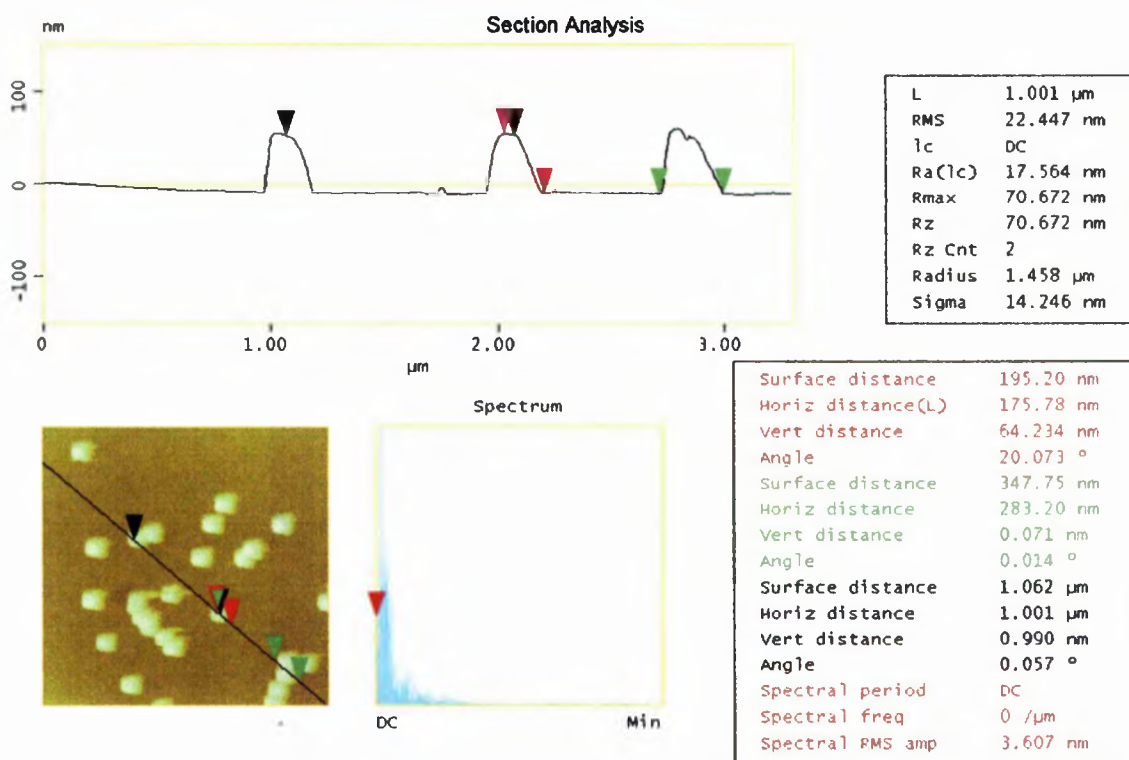 Section Analysis
nm
100
0
-100
0 1.00 2.00 3.00
µm
L 1.001 µm
RMS 22.447 nm
lc DC
Ra(lc) 17.564 nm
Rmax 70.672 nm
Rz 70.672 nm
Rz Cnt 2
Radius 1.458 µm
Sigma 14.246 nm
Spectrum
DC Min
Surface distance 195.20 nm
Horiz distance(L) 175.78 nm
Vert distance 64.234 nm
Angle 20.073 °
Surface distance 347.75 nm
Horiz distance 283.20 nm
Vert distance 0.071 nm
Angle 0.014 °
Surface distance 1.062 µm
Horiz distance 1.001 µm
Vert distance 0.990 nm
Angle 0.057 °
Spectral period DC
Spectral freq 0 /µm
Spectral RMS amp 3.607 nm